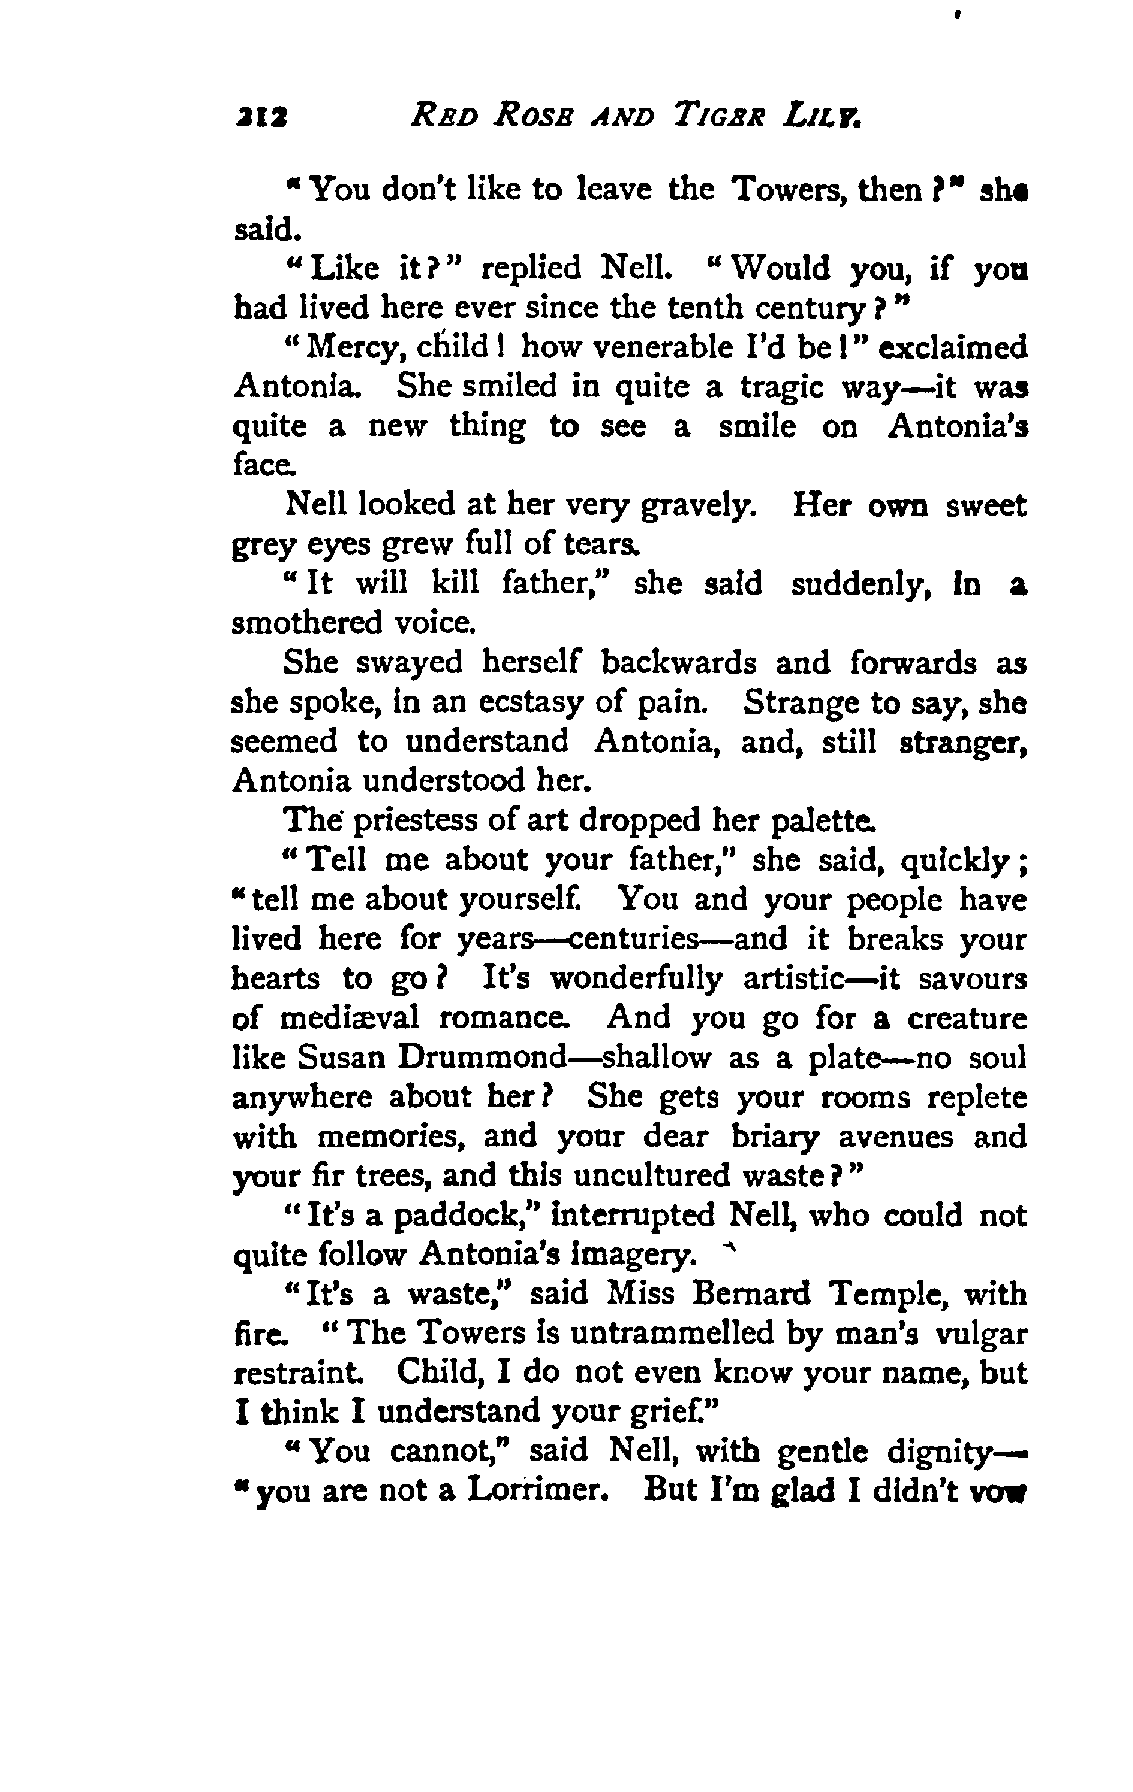 212 RED ROSE AND TIGER LILY.
"You don't like to leave the Towers, then?" she
said.
"Like it?" replied Nell. "Would you, if you
had lived here ever since the tenth century?"
"Mercy, child! how venerable I'd be!" exclaimed
Antonia. She smiled in quite a tragic way—it was
quite a new thing to see a smile on Antonia's
face.
Nell looked at her very gravely. Her own sweet
grey eyes grew full of tears.
"It will kill father," she said suddenly, in a
smothered voice.
She swayed herself backwards and forwards as
she spoke, in an ecstasy of pain. Strange to say, she
seemed to understand Antonia, and, still stranger,
Antonia understood her.
The priestess of art dropped her palette.
"Tell me about your father," she said, quickly;
"tell me about yourself. You and your people have
lived here for years—centuries—and it breaks your
hearts to go? It's wonderfully artistic—it savours
of mediæval romance. And you go for a creature
like Susan Drummond—shallow as a plate—no soul
anywhere about her? She gets your rooms replete
with memories, and your dear briary avenues and
your fir trees, and this uncultured waste?"
"It's a paddock," interrupted Nell, who could not
quite follow Antonia's imagery.
"It's a waste," said Miss Bernard Temple, with
fire. "The Towers is untrammelled by man's vulgar
restraint. Child, I do not even know your name, but
I think I understand your grief."
"You cannot," said Nell, with gentle dignity—
"you are not a Lorrimer. But I'm glad I didn't vow